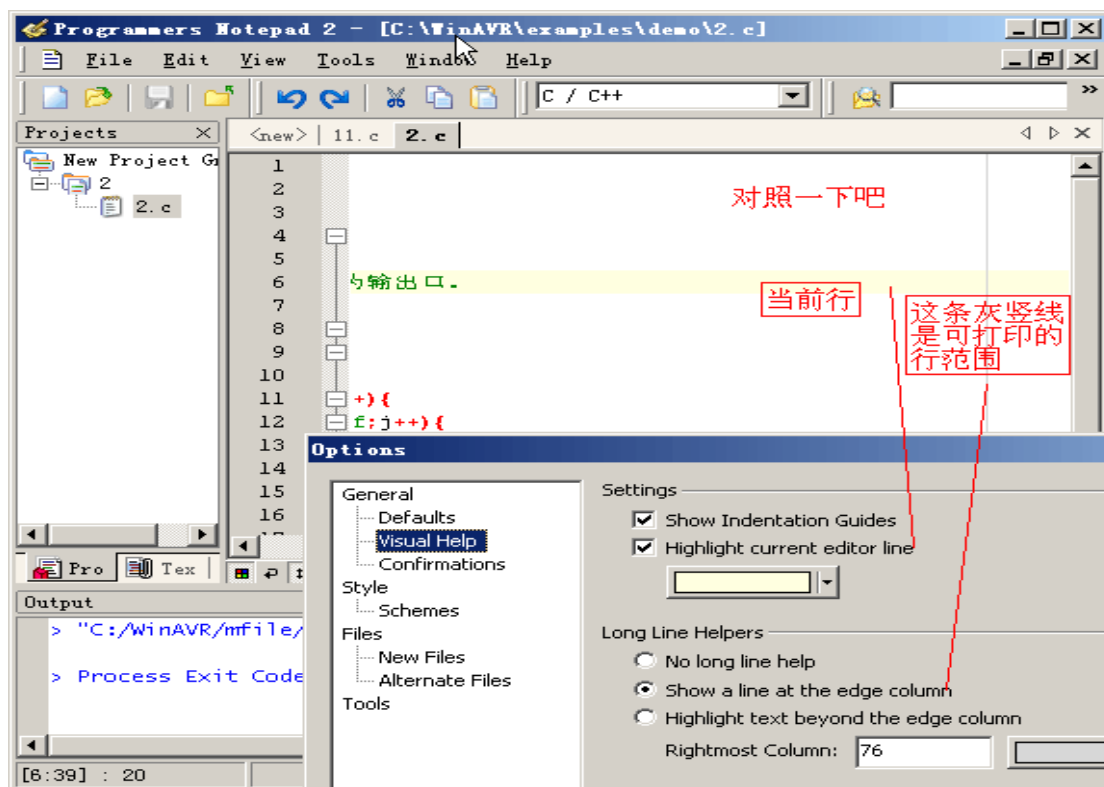 Programmers Notepad 2 - [C:\WinAVR\examples\demo\2.c]
File Edit View Tools Window Help
C / C++
Projects
<new> 11.c 2.c
New Project G
2
2.c
1
2
3
4
5
6
7
8
9
10
11
12
13
14
15
16
对照一下吧
输出口.
当前行
这条灰竖线
是可打印的
行范围
+){
f;j++){
Pro Tex
Output
> "C:/WinAVR/mfile/
> Process Exit Code
[6:39] : 20
Options
General
Defaults
Visual Help
Confirmations
Style
Schemes
Files
New Files
Alternate Files
Tools
Settings
Show Indentation Guides
Highlight current editor line
Long Line Helpers
No long line help
Show a line at the edge column
Highlight text beyond the edge column
Rightmost Column: 76